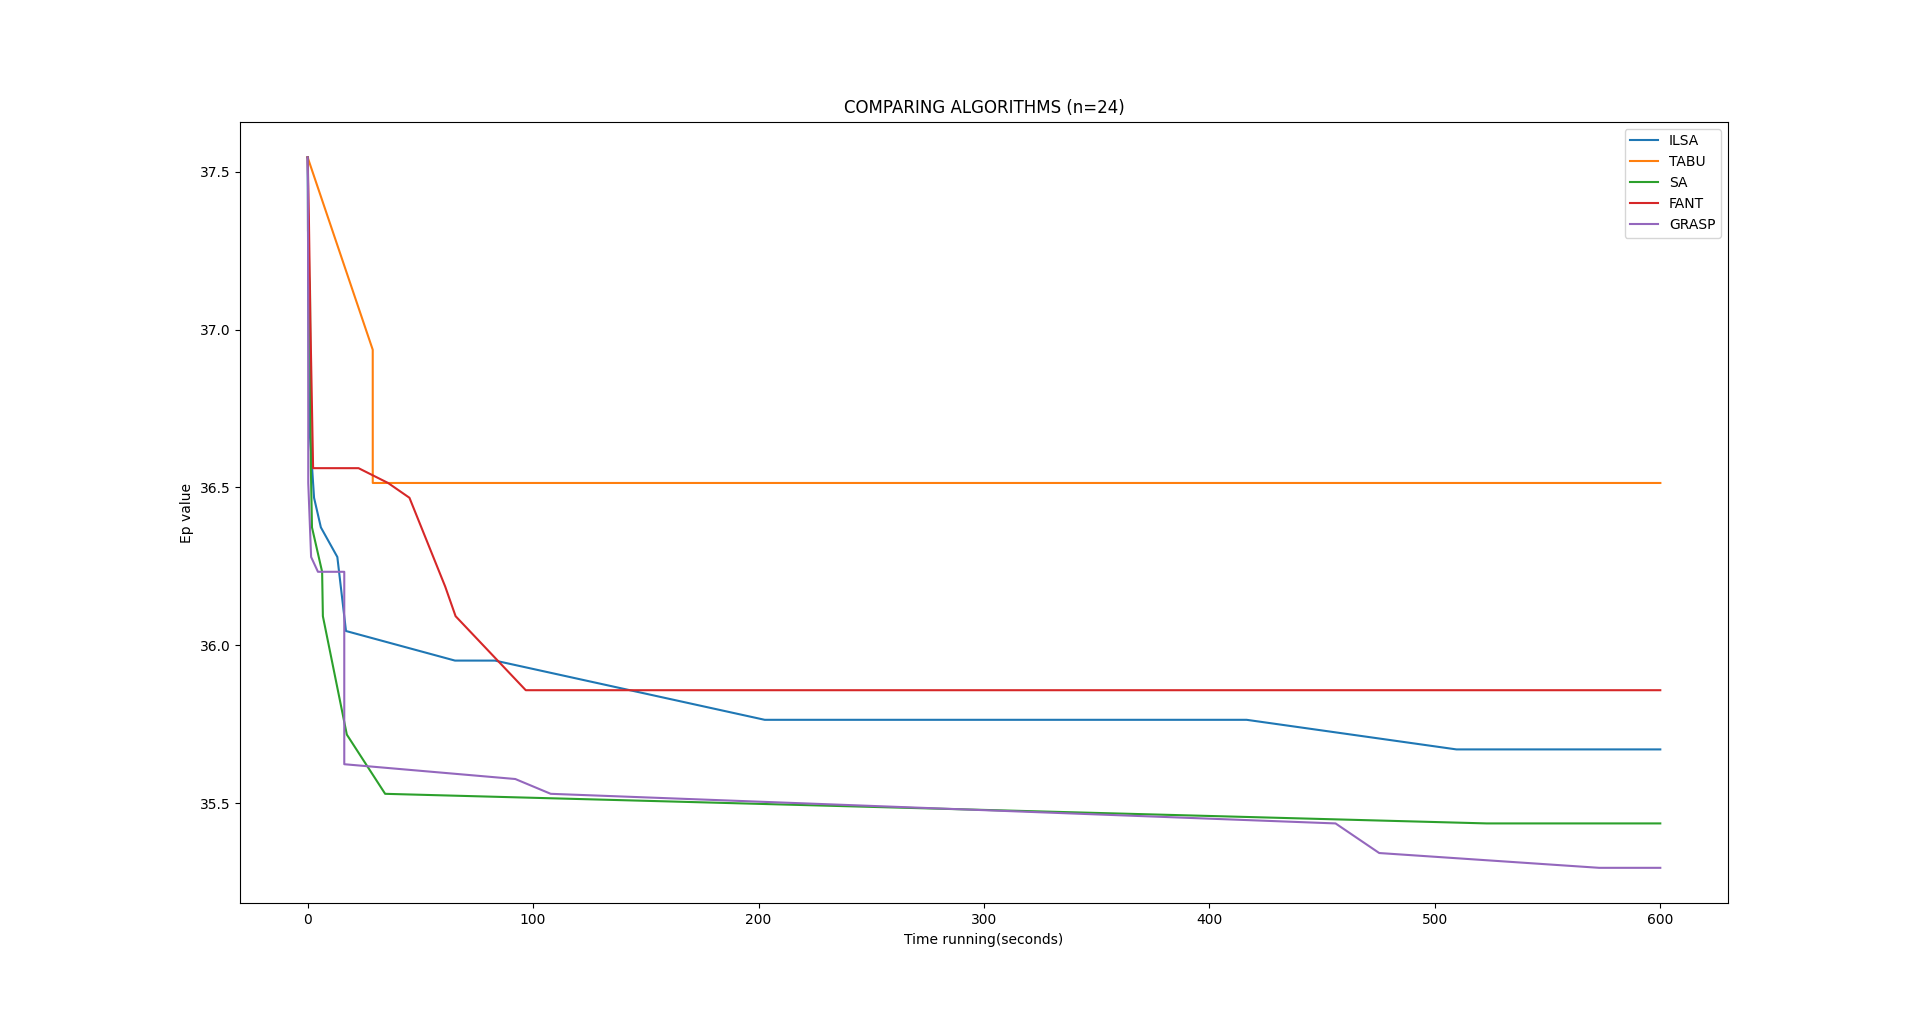 COMPARING ALGORITHMS (n=24)
ILSA
TABU
SA
FANT
GRASP
37.5
37.0
36.5
36.0
35.5
Ep value
0 100 200 300 400 500 600
Time running(seconds)